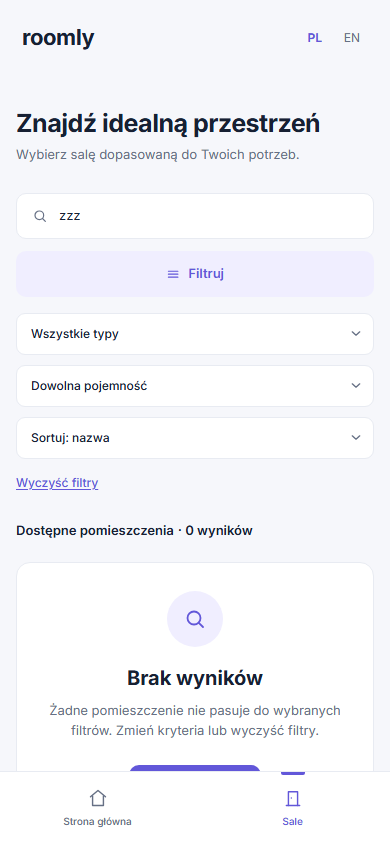 roomly
PL EN
Znajdź idealną przestrzeń
Wybierz salę dopasowaną do Twoich potrzeb.
zzz
Filtruj
Wszystkie typy
Dowolna pojemność
Sortuj: nazwa
Wyczyść filtry
Dostępne pomieszczenia · 0 wyników
Brak wyników
Żadne pomieszczenie nie pasuje do wybranych
filtrów. Zmień kryteria lub wyczyść filtry.
Strona główna Sale